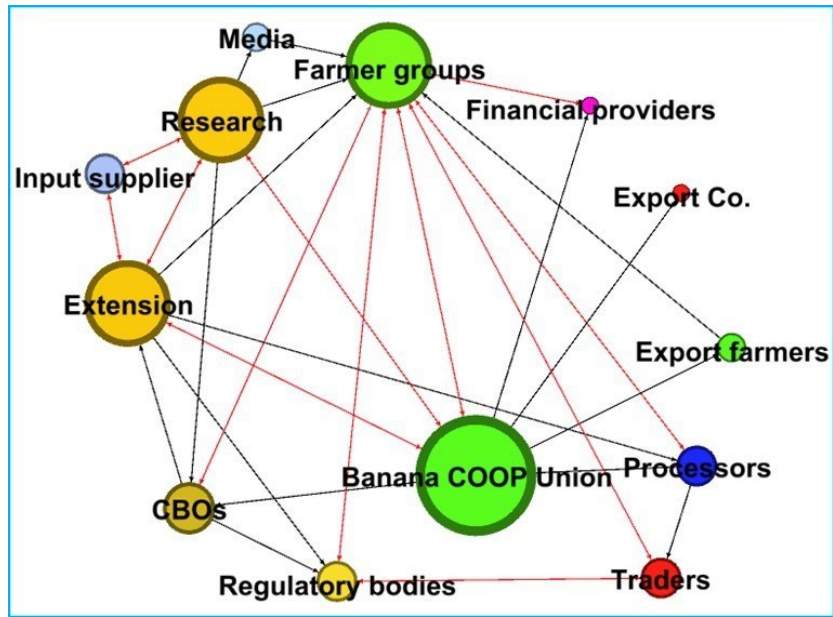 Media
Farmer groups
Research
Financial providers
Input supplier
Export Co.
Extension
Export farmers
Banana COOP Union
Processors
CBOs
Regulatory bodies
Traders